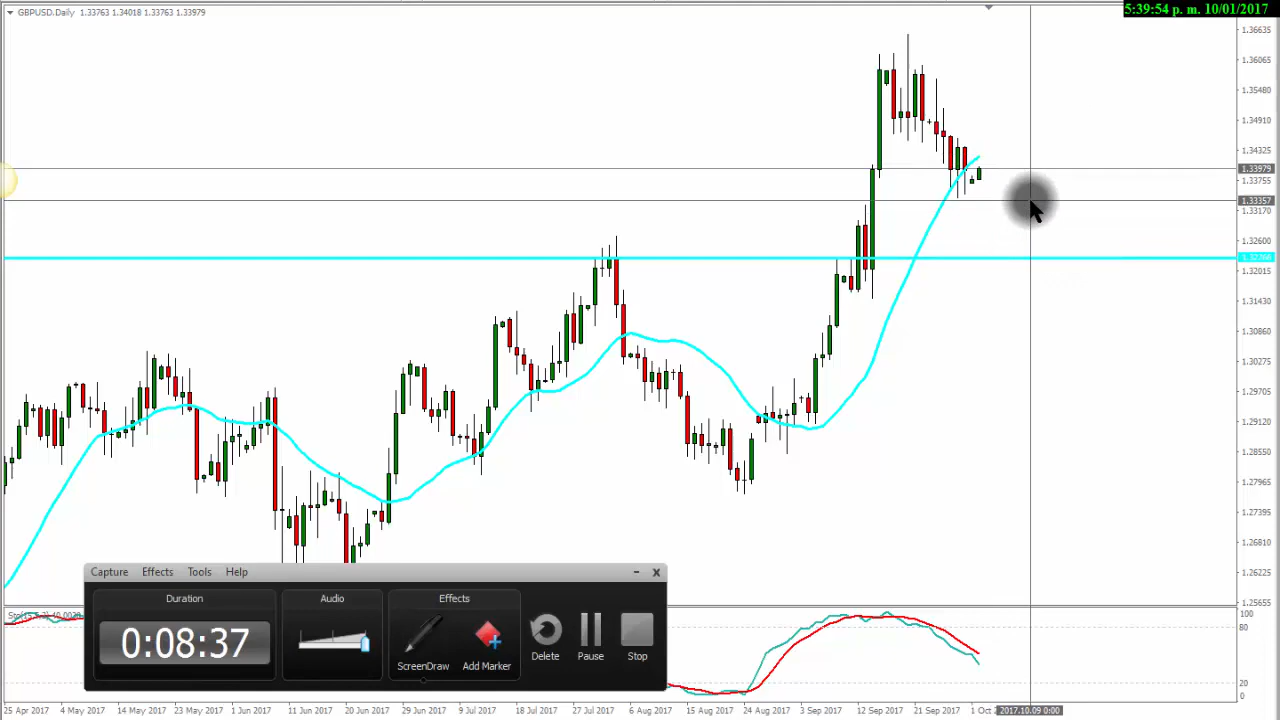 GBPUSD.Daily 1.33763 1.34018 1.33763 1.33979
5:39:54 p. m. 10/01/2017
1.36635
1.36065
1.35480
1.34910
1.34325
1.33979
1.33755
1.33357
1.33170
1.32600
1.32015
1.31430
1.30860
1.30275
1.29705
1.29120
1.28550
1.27965
1.27395
1.26810
1.26225
1.25655
Capture Effects Tools Help
Duration
0:08:37
Audio
Effects
ScreenDraw
Add Marker
Delete
Pause
Stop
100
80
20
0
25 Apr 2017 4 May 2017 14 May 2017 23 May 2017 1 Jun 2017 11 Jun 2017 20 Jun 2017 29 Jun 2017 9 Jul 2017 18 Jul 2017 27 Jul 2017 6 Aug 2017 15 Aug 2017 24 Aug 2017 3 Sep 2017 12 Sep 2017 21 Sep 2017 1 Oct 2017.10.09 0:00